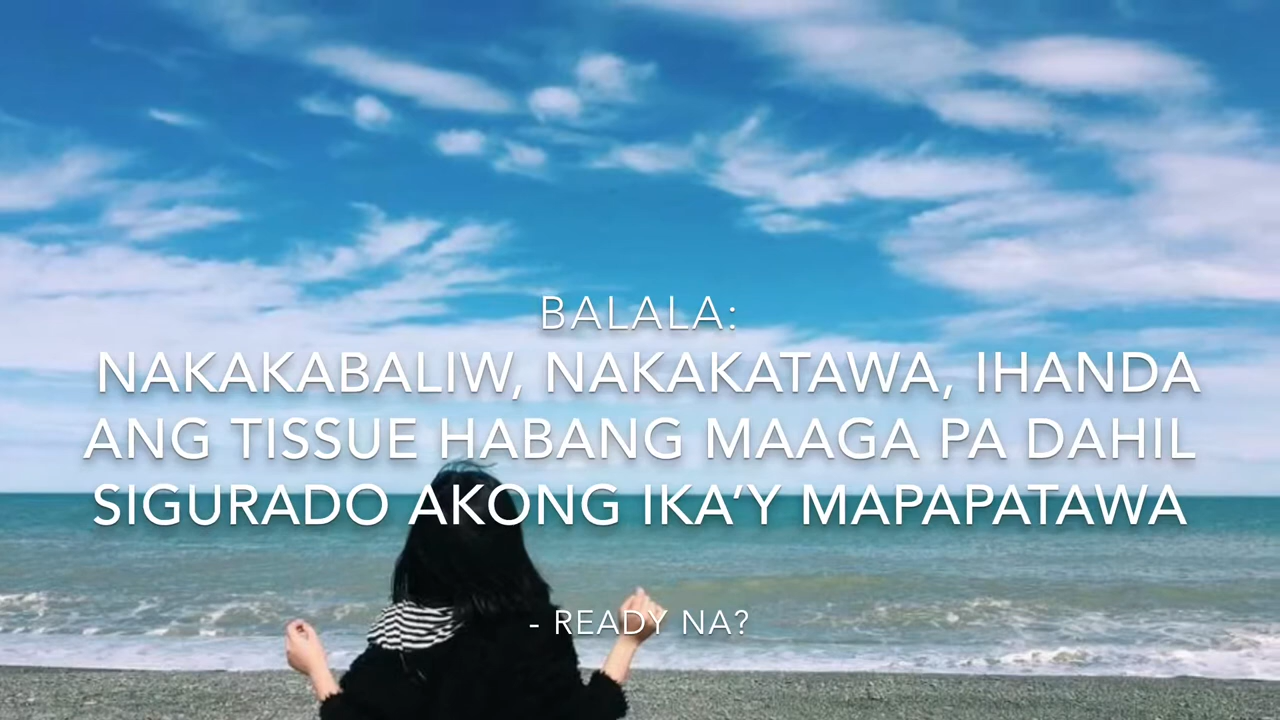 BALALA:
NAKAKABALIW, NAKAKATAWA, IHANDA
ANG TISSUE HABANG MAAGA PA DAHIL
SIGURADO AKONG IKA‘Y MAPAPATAWA
- READY NA?